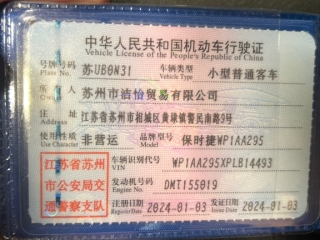 中华人民共和国机动车行驶证
Vehicle License of the People's Republic of China
号牌号码 苏UB0N31 车辆类型 小型普通客车
Plate No. Vehicle Type
所有人 苏州市洁怡贸易有限公司
住址 江苏省苏州市相城区黄埭镇警民南路9号
使用性质 非营运 品牌型号 保时捷WP1AA295
Use Character Model
江苏省苏州
市公安局交
通警察支队
车辆识别代号 WP1AA295XPLB14493
VIN
发动机号码 DMT155019
Engine No.
注册日期 2024-01-03 发证日期 2024-01-03
Register Date Issue Date